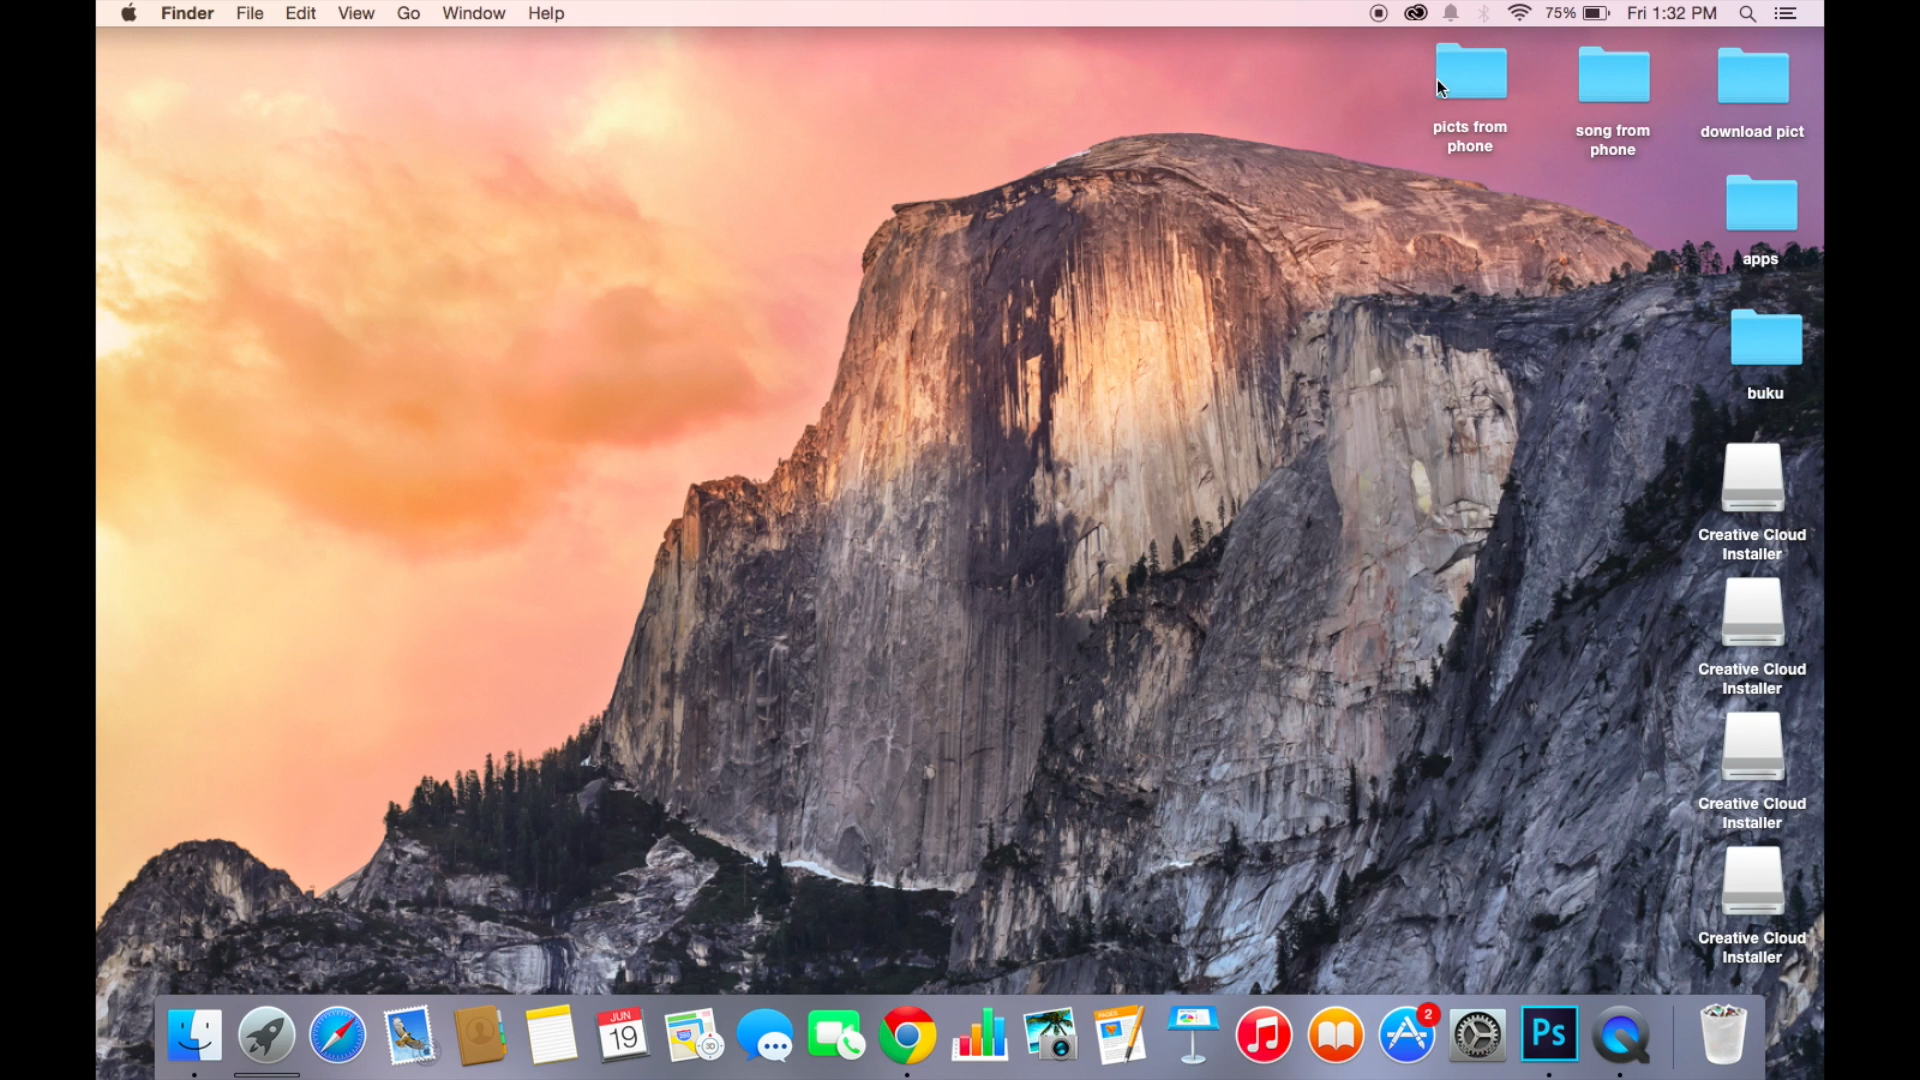 Finder File Edit View Go Window Help 75% Fri 1:32 PM
picts from
phone
song from
phone
download pict
apps
buku
Creative Cloud
Installer
Creative Cloud
Installer
Creative Cloud
Installer
Creative Cloud
Installer
JUN
19
3D
PAGES
2
Ps